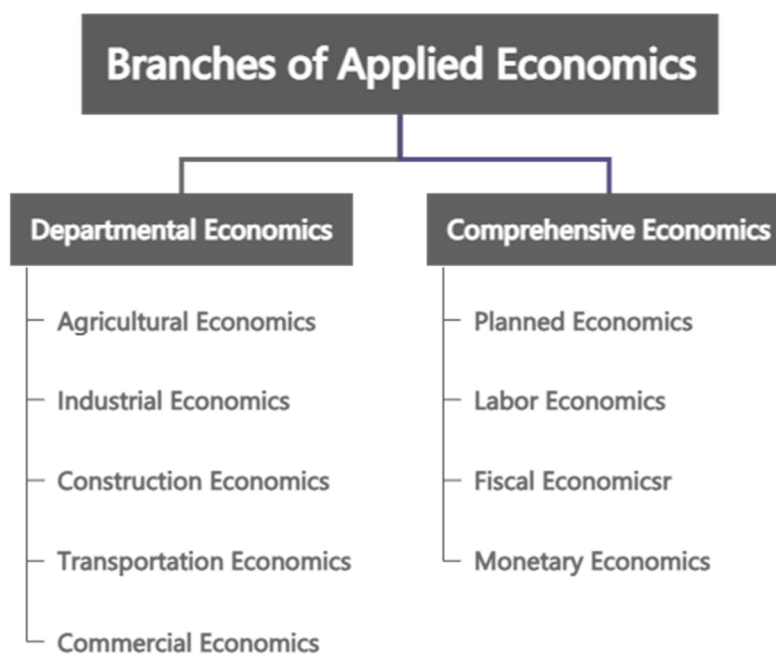 Branches of Applied Economics
Departmental Economics
Agricultural Economics
Industrial Economics
Construction Economics
Transportation Economics
Commercial Economics
Comprehensive Economics
Planned Economics
Labor Economics
Fiscal Economicsr
Monetary Economics